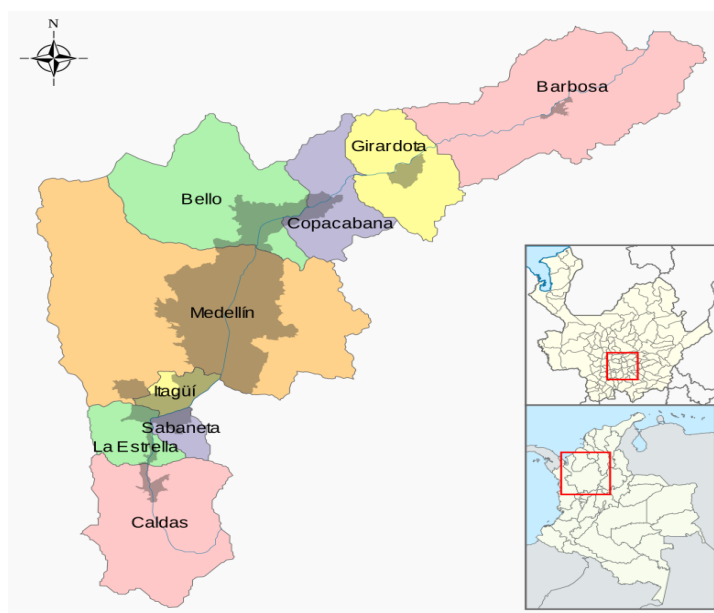 N
Barbosa
Girardota
Bello
Copacabana
Medellín
Itagüí
Sabaneta
La Estrella
Caldas